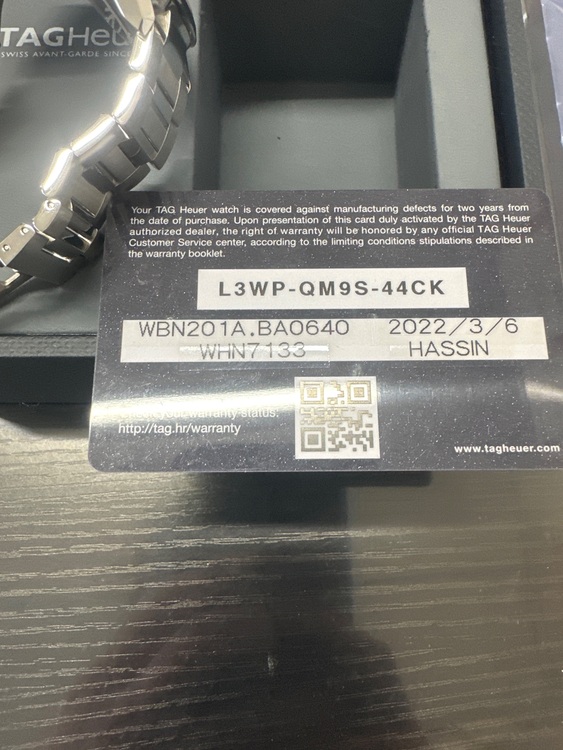 TAGHeu
SWISS AVANT-GARDE SINCE
Your TAG Heuer watch is covered against manufacturing defects for two years from
the date of purchase. Upon presentation of this card duly activated by the TAG Heuer
authorized dealer, the right of warranty will be honored by any official TAG Heuer
Customer Service center, according to the limiting conditions stipulations described in
the warranty booklet.
L3WP-QM9S-44CK
WBN201A.BA0640 2022/3/6
WHN7133 HASSIN
your warranty status:
http://tag.hr/warranty
www.tagheuer.com